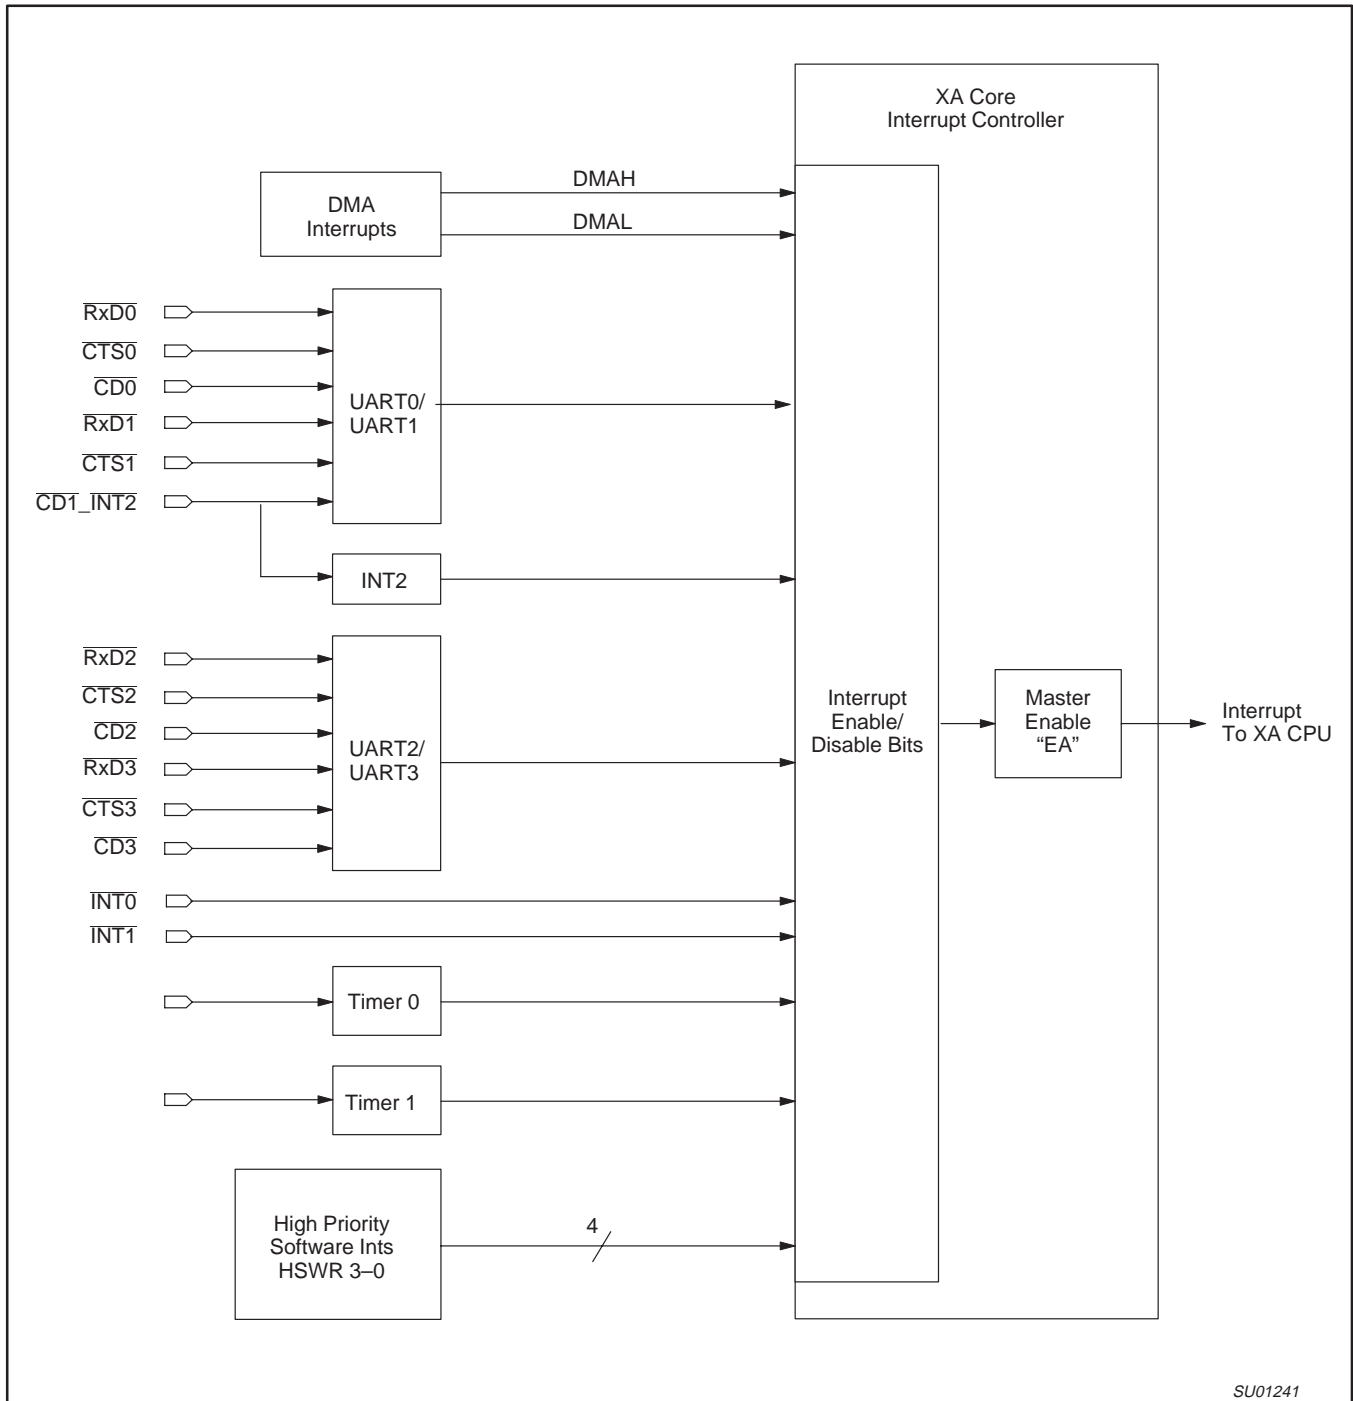 XA Core
Interrupt Controller
DMA
Interrupts
DMAH
DMAL
RxD0
CTS0
CD0
RxD1
CTS1
CD1_INT2
UART0/
UART1
INT2
RxD2
CTS2
CD2
RxD3
CTS3
CD3
UART2/
UART3
Interrupt
Enable/
Disable Bits
Master
Enable
“EA”
Interrupt
To XA CPU
INT0
INT1
Timer 0
Timer 1
High Priority
Software Ints
HSWR 3–0
4
SU01241